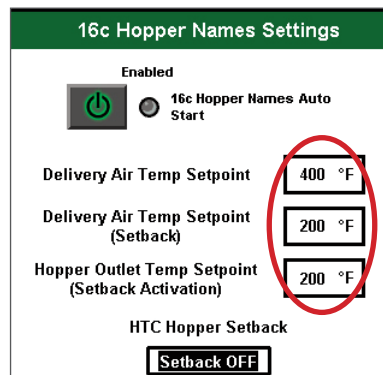 16c Hopper Names Settings
Enabled
16c Hopper Names Auto
Start
Delivery Air Temp Setpoint
400 °F
Delivery Air Temp Setpoint
(Setback)
200 °F
Hopper Outlet Temp Setpoint
(Setback Activation)
200 °F
HTC Hopper Setback
Setback OFF